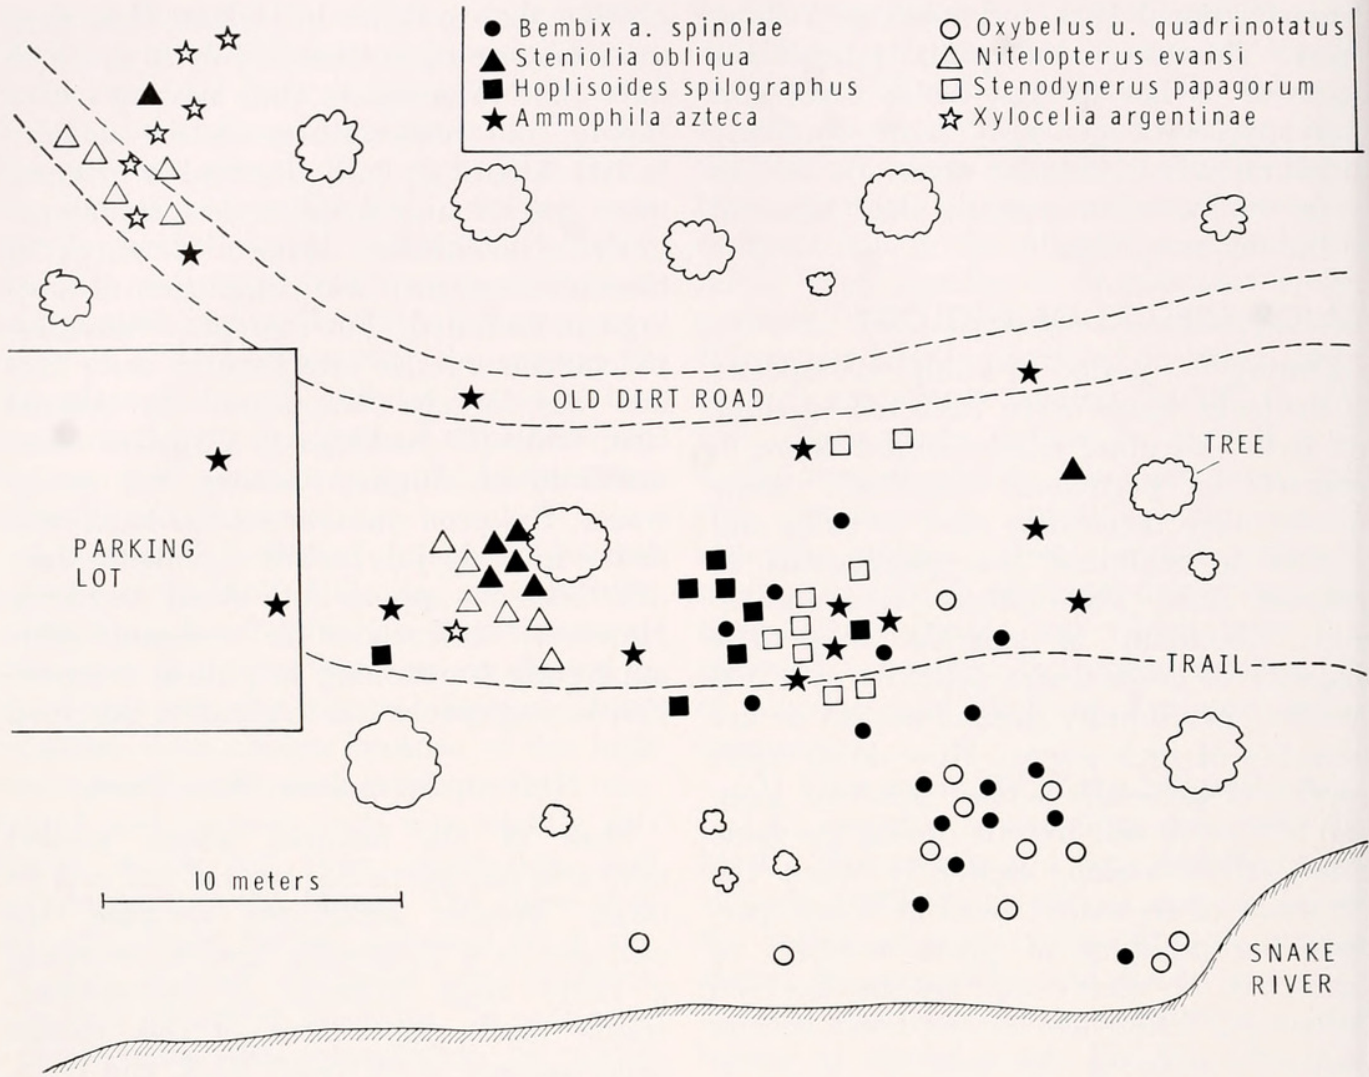 Bembix a. spinolae
Steniolia obliqua
Hoplisoides spilographus
Ammophila azteca
Oxybelus u. quadrinotatus
Nitelopterus evansi
Stenodynerus papagorum
Xylocelia argentinae
OLD DIRT ROAD
TREE
PARKING
LOT
TRAIL
10 meters
SNAKE
RIVER